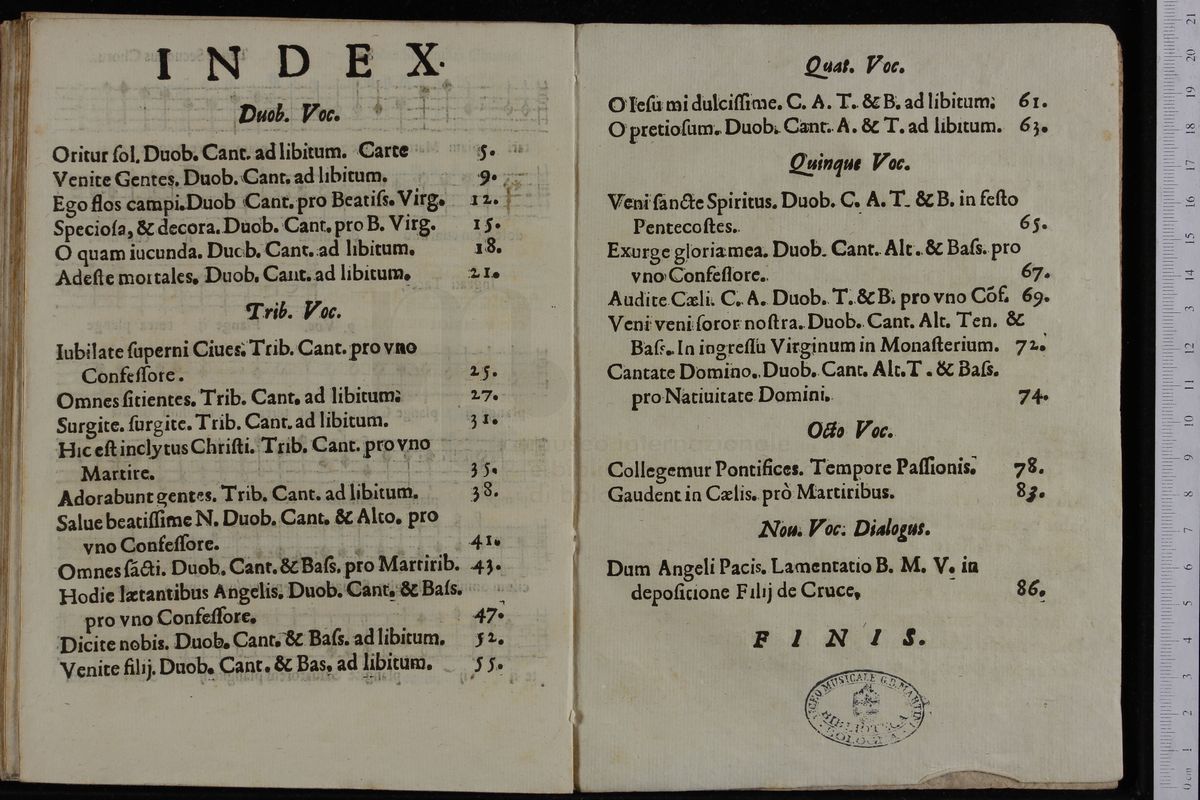 INDEX.
Duob. Voc.
Oritur ſol. Duob. Cant. ad libitum. Carte 5.
Venite Gentes. Duob. Cant. ad libitum. 9.
Ego flos campi. Duob Cant. pro Beatiſs. Virg. 12.
Specioſa, & decora. Duob. Cant. pro B. Virg. 15.
O quam iucunda. Duob. Cant. ad libitum. 18.
Adeſte mortales. Duob. Cant. ad libitum. 21.
Trib. Voc.
Iubilate ſuperni Ciues. Trib. Cant. pro vno
Confeſſore. 25.
Omnes ſitientes. Trib. Cant. ad libitum. 27.
Surgite. ſurgite. Trib. Cant. ad libitum. 31.
Hic eſt inclytus Chriſti. Trib. Cant. pro vno
Martire. 35.
Adorabunt gentes. Trib. Cant. ad libitum. 38.
Salue beatiſſime N. Duob. Cant. & Alto. pro
vno Confeſſore. 41.
Omnes ſãcti. Duob. Cant. & Baſs. pro Martirib. 43.
Hodie lætantibus Angelis. Duob. Cant. & Baſs.
pro vno Confeſſore. 47.
Dicite nobis. Duob. Cant. & Baſs. ad libitum. 52.
Venite filij. Duob. Cant. & Bas. ad libitum. 55.
Quat. Voc.
O Ieſu mi dulciſſime. C. A. T. & B. ad libitum. 61.
O pretioſum. Duob. Cant. A. & T. ad libitum. 63.
Quinque Voc.
Veni ſancte Spiritus. Duob. C. A. T. & B. in feſto
Pentecoſtes. 65.
Exurge gloria mea. Duob. Cant. Alt. & Baſs. pro
vno Confeſſore. 67.
Audite Cæli. C. A. Duob. T. & B. pro vno Cõf. 69.
Veni veni ſoror noſtra. Duob. Cant. Alt. Ten. &
Baſs. In ingreſſu Virginum in Monaſterium. 72.
Cantate Domino. Duob. Cant. Alt. T. & Baſs.
pro Natiuitate Domini. 74.
Octo Voc.
Collegemur Pontifices. Tempore Paſſionis. 78.
Gaudent in Cælis. prò Martiribus. 83.
Nou. Voc. Dialogus.
Dum Angeli Pacis. Lamentatio B. M. V. in
depoſitione Filij de Cruce. 86.
FINIS.
LICEO MUSICALE G.B. MARTINI
BIBLIOTECA
BOLOGNA